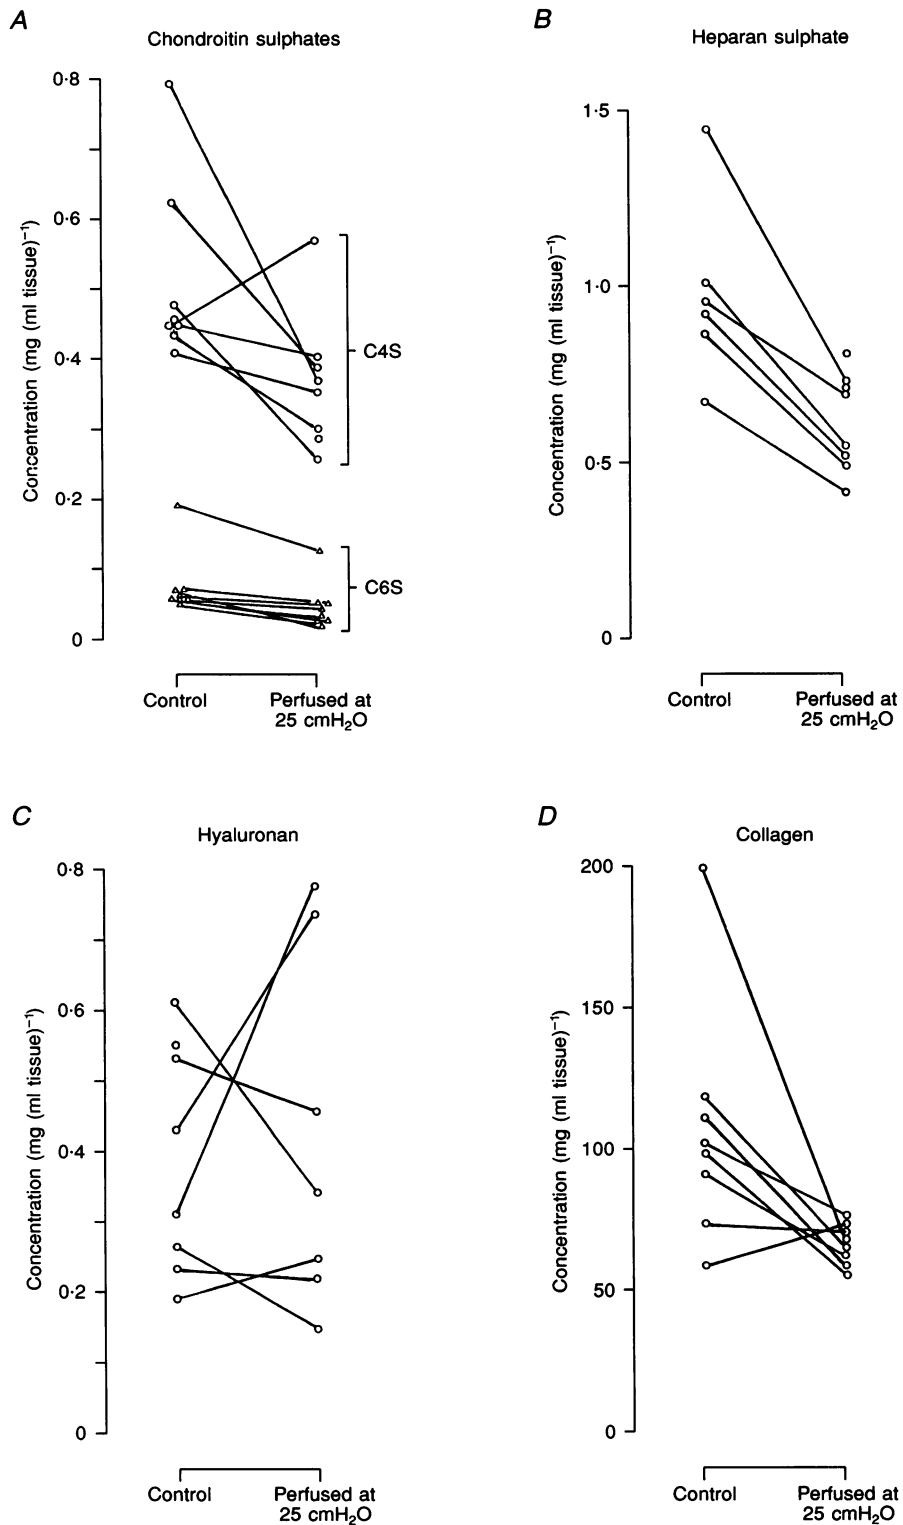 A
Chondroitin sulphates
0·8
0·6
0·4
0·2
0
Concentration (mg (ml tissue)⁻¹)
C4S
C6S
Control
Perfused at
25 cmH₂O
B
Heparan sulphate
1·5
1·0
0·5
0
Concentration (mg (ml tissue)⁻¹)
Control
Perfused at
25 cmH₂O
C
Hyaluronan
0·8
0·6
0·4
0·2
0
Concentration (mg (ml tissue)⁻¹)
Control
Perfused at
25 cmH₂O
D
Collagen
200
150
100
50
0
Concentration (mg (ml tissue)⁻¹)
Control
Perfused at
25 cmH₂O